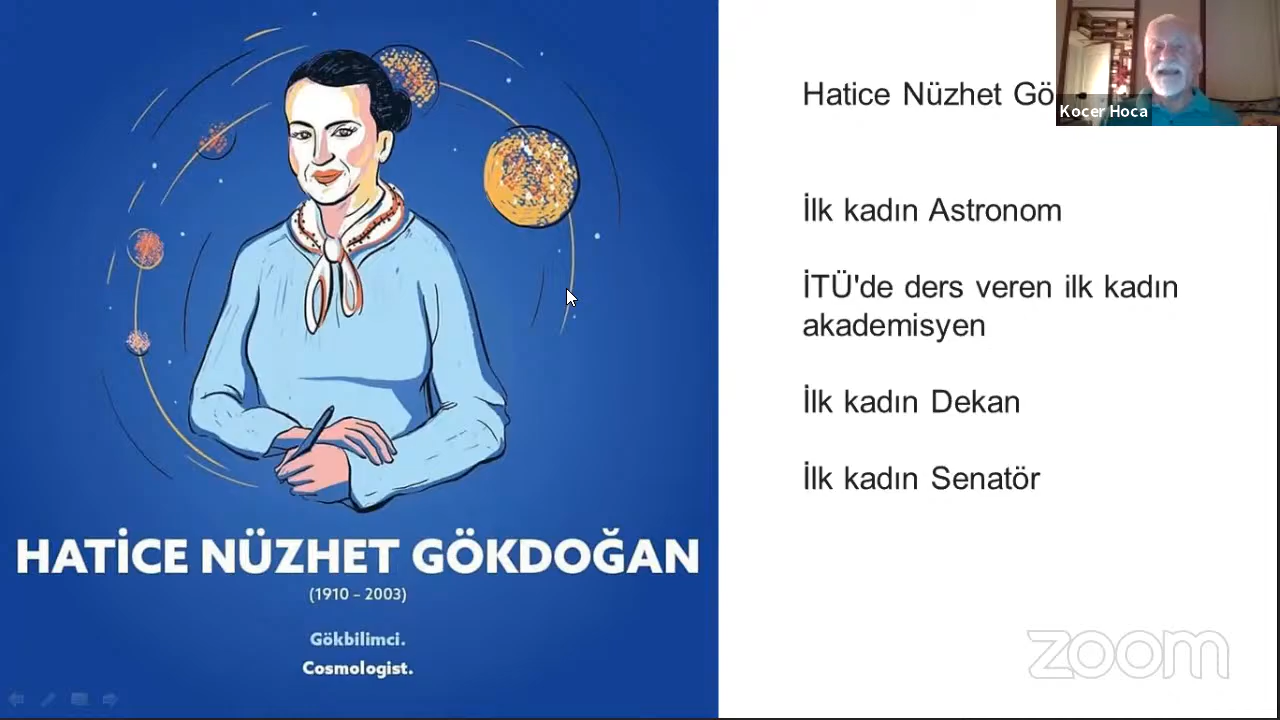 HATİCE NÜZHET GÖKDOĞAN
(1910 – 2003)
Gökbilimci.
Cosmologist.
Hatice Nüzhet Gö
İlk kadın Astronom
İTÜ'de ders veren ilk kadın
akademisyen
İlk kadın Dekan
İlk kadın Senatör
Kocer Hoca
zoom